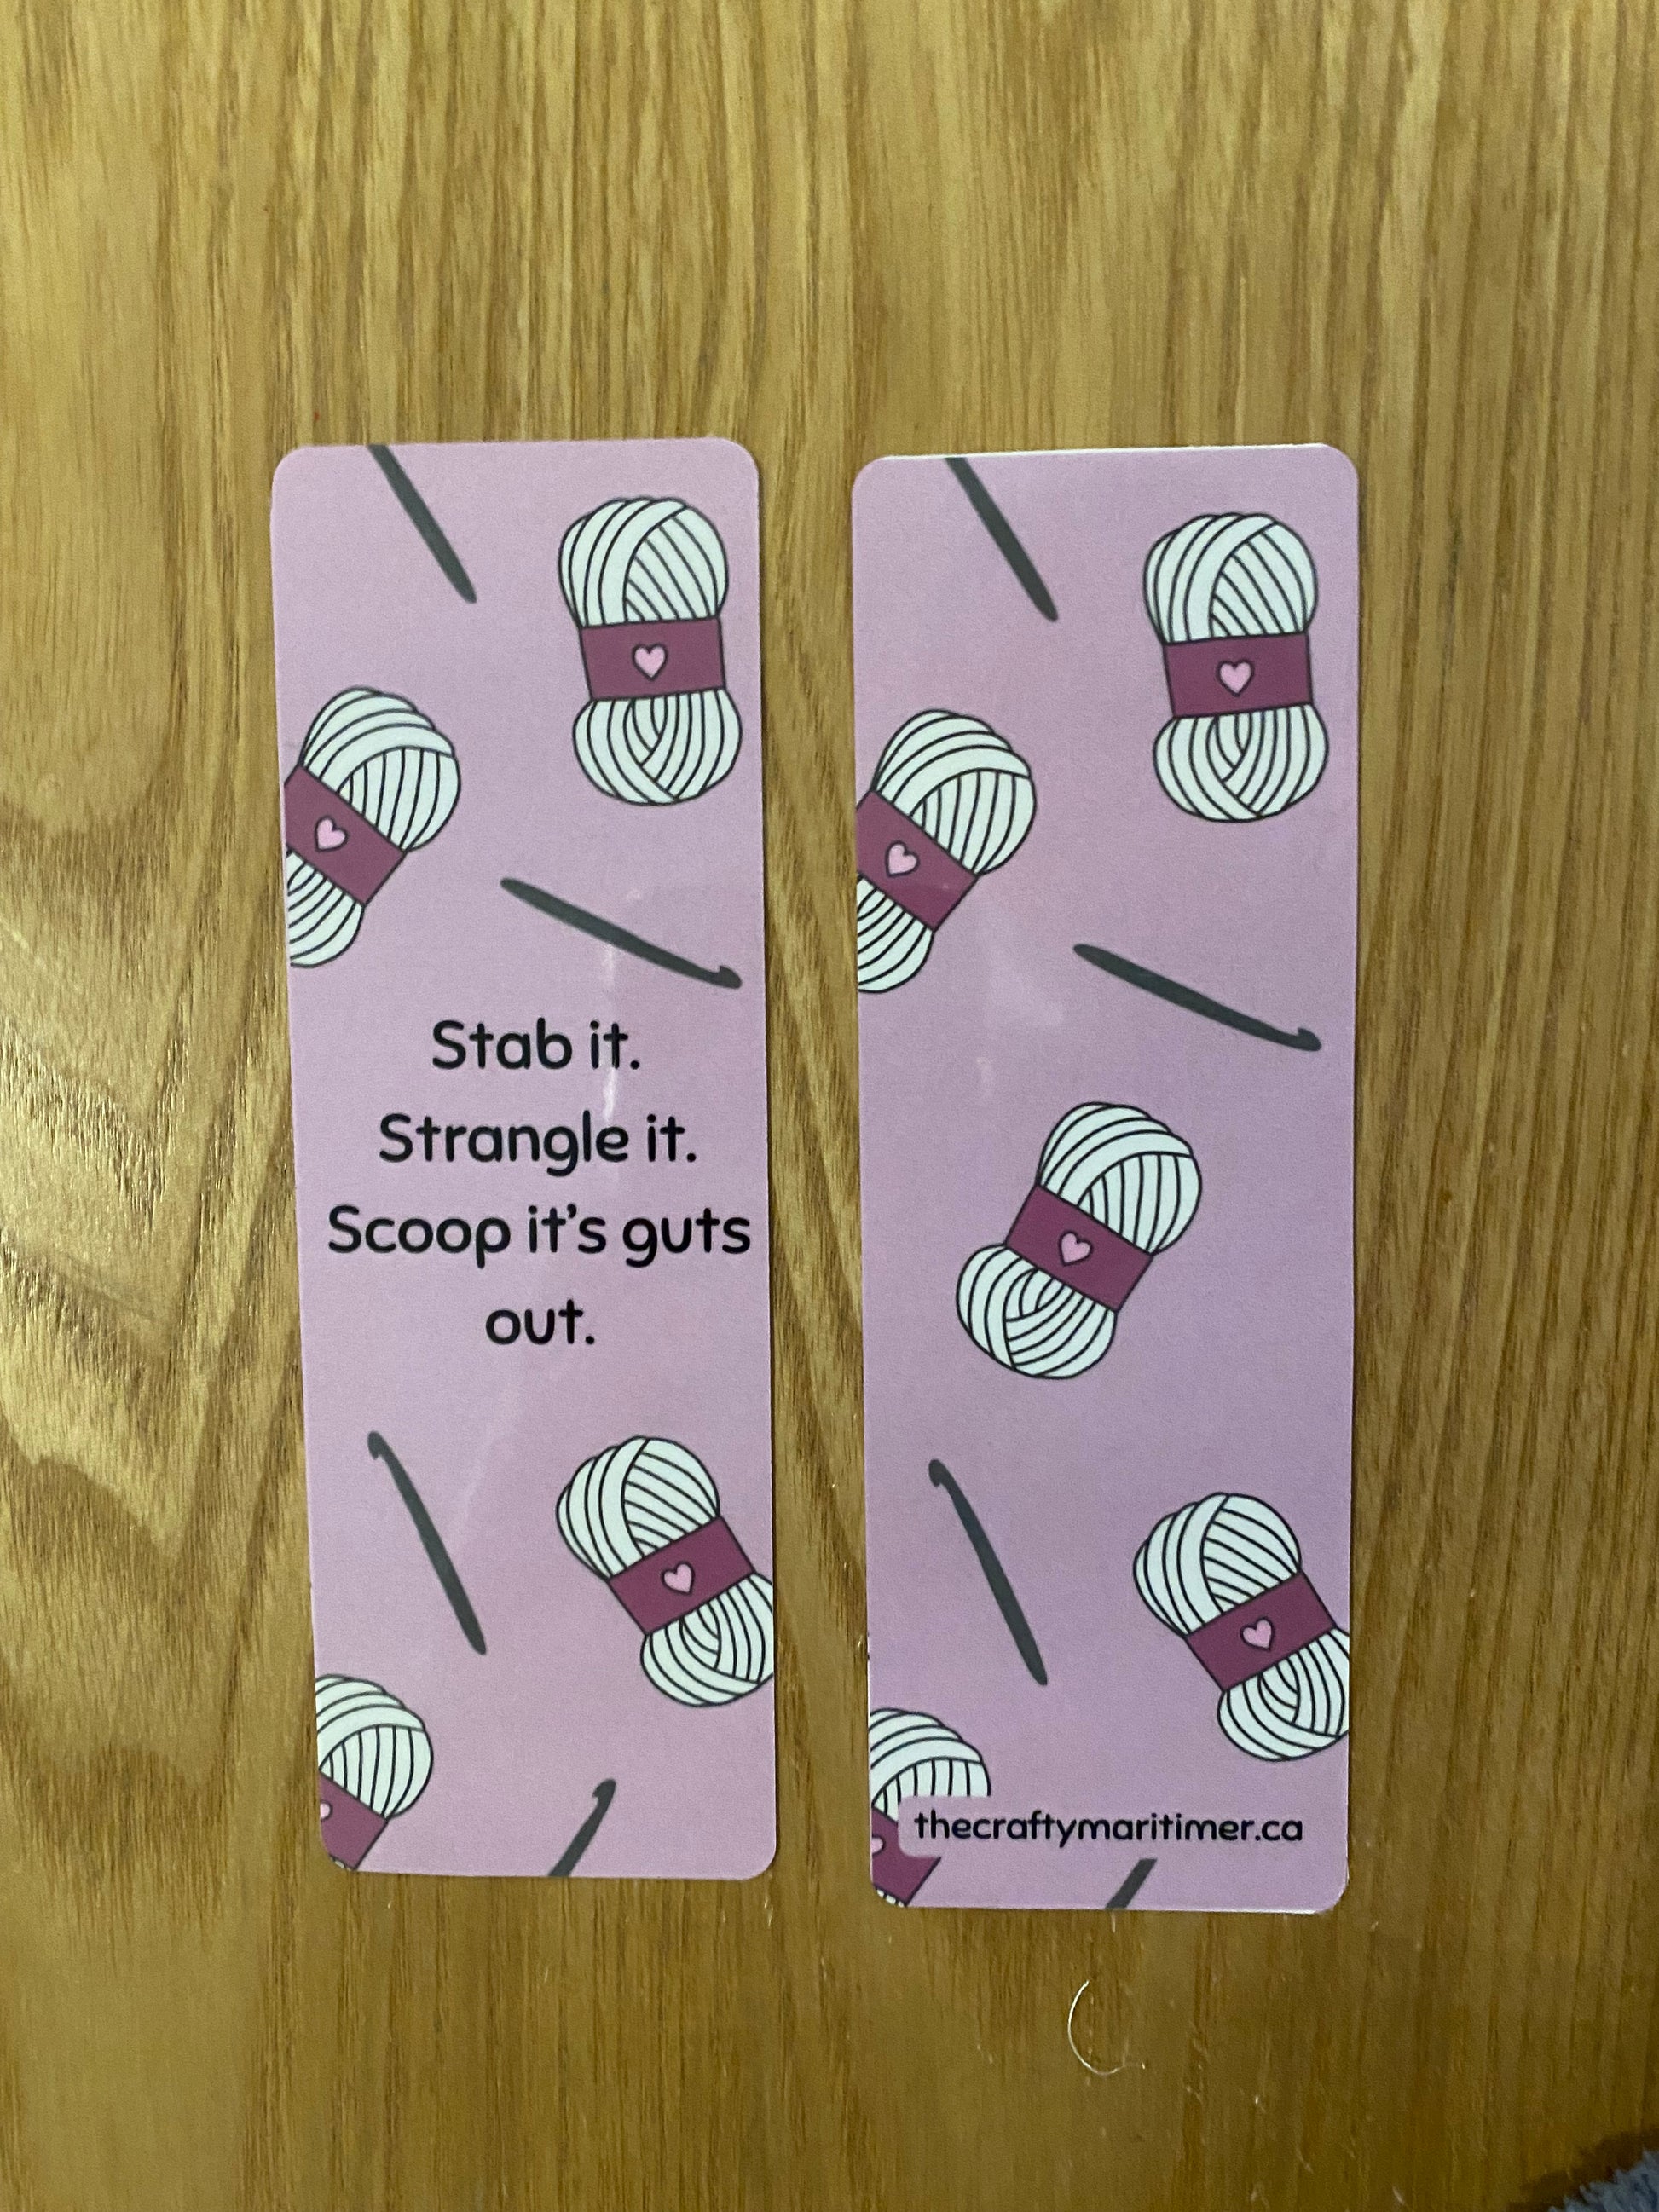 Stab it.
Strangle it.
Scoop it's guts
out.
thecraftymaritimer.ca